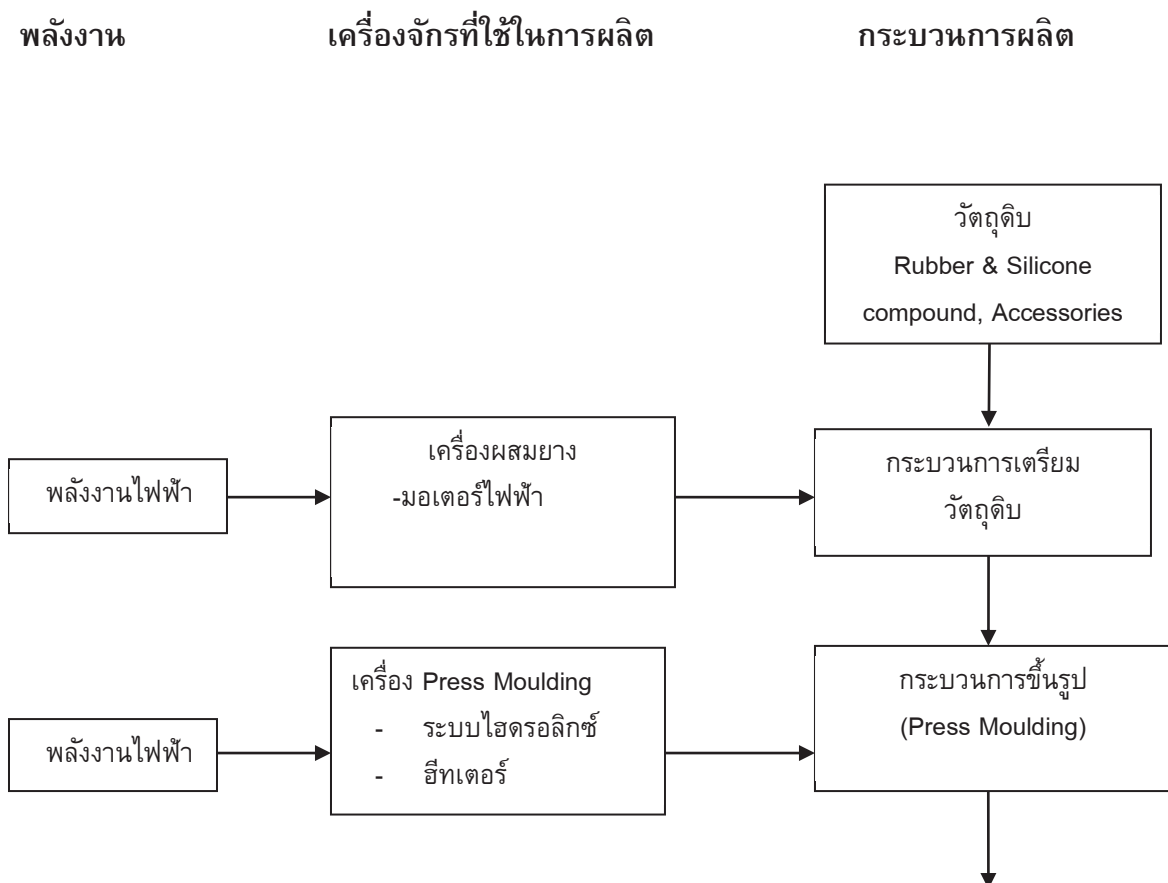 พลังงาน เครื่องจักรที่ใช้ในการผลิต กระบวนการผลิต
วัตถุดิบ
Rubber & Silicone
compound, Accessories
พลังงานไฟฟ้า
เครื่องผสมยาง
-มอเตอร์ไฟฟ้า
กระบวนการเตรียม
วัตถุดิบ
พลังงานไฟฟ้า
เครื่อง Press Moulding
- ระบบไฮดรอลิกซ์
- ฮีทเตอร์
กระบวนการขึ้นรูป
(Press Moulding)